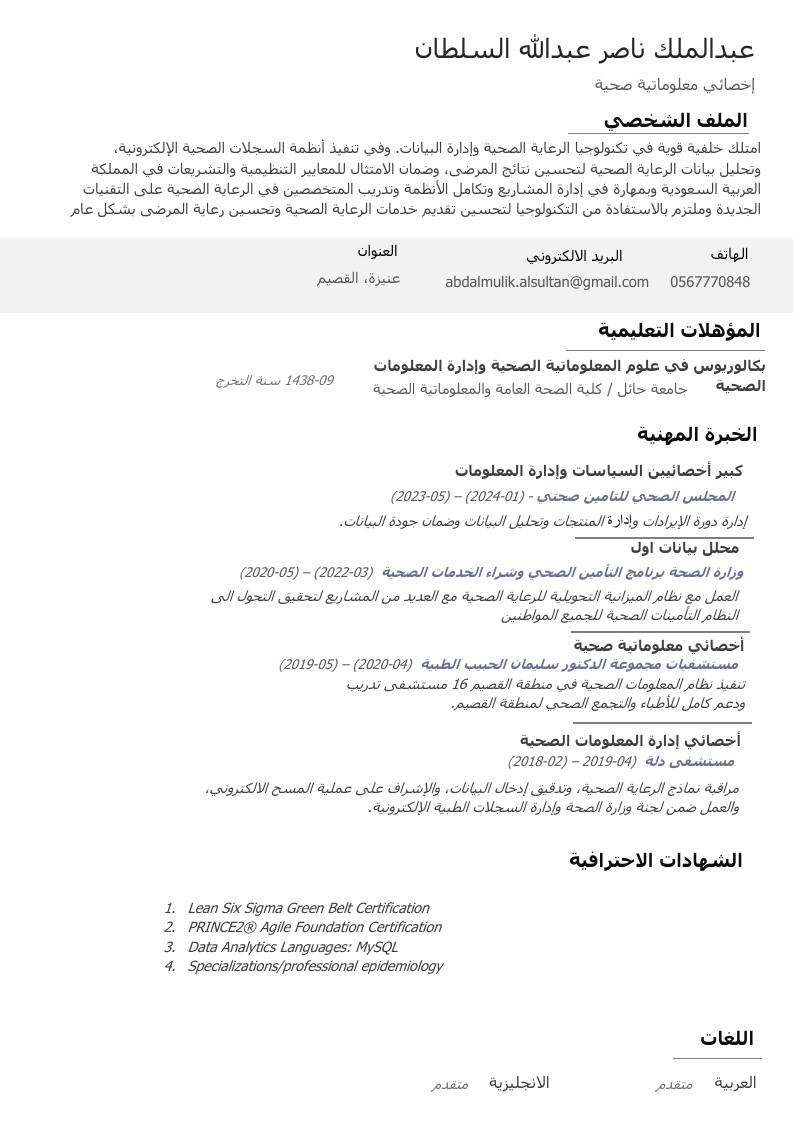 عبدالملك ناصر عبدالله السلطان
إخصائي معلوماتية صحية
الملف الشخصي
امتلك خلفية قوية في تكنولوجيا الرعاية الصحية وإدارة البيانات. وفي تنفيذ أنظمة السجلات الصحية الإلكترونية،
وتحليل بيانات الرعاية الصحية لتحسين نتائج المرضى، وضمان الامتثال للمعايير التنظيمية والتشريعات في المملكة
العربية السعودية وبمهارة في إدارة المشاريع وتكامل الأنظمة وتدريب المتخصصين في الرعاية الصحية على التقنيات
الجديدة وملتزم بالاستفادة من التكنولوجيا لتحسين تقديم خدمات الرعاية الصحية وتحسين رعاية المرضى بشكل عام
الهاتف
0567770848
البريد الالكتروني
abdalmulik.alsultan@gmail.com
العنوان
عنيزة، القصيم
المؤهلات التعليمية
بكالوريوس في علوم المعلوماتية الصحية وإدارة المعلومات
الصحية
جامعة حائل / كلية الصحة العامة والمعلوماتية الصحية
1438-09 سنة التخرج
الخبرة المهنية
كبير أخصائيين السياسات وإدارة المعلومات
المجلس الصحي للتامين صحتي - (2024-01) – (2023-05)
إدارة دورة الإيرادات وإدارة المنتجات وتحليل البيانات وضمان جودة البيانات.
محلل بيانات اول
وزارة الصحة برنامج التأمين الصحي وشراء الخدمات الصحية (2022-03) – (2020-05)
العمل مع نظام الميزانية التحويلية للرعاية الصحية مع العديد من المشاريع لتحقيق التحول الى
النظام التأمينات الصحية للجميع المواطنين
أخصائي معلوماتية صحية
مستشفيات مجموعة الدكتور سليمان الحبيب الطبية (2020-04) – (2019-05)
تنفيذ نظام المعلومات الصحية في منطقة القصيم 16 مستشفى تدريب
ودعم كامل للأطباء والتجمع الصحي لمنطقة القصيم.
أخصائي إدارة المعلومات الصحية
مستشفى دلة (2019-04 – (2018-02)
مراقبة نماذج الرعاية الصحية، وتدقيق إدخال البيانات، والإشراف على عملية المسح الالكتروني،
والعمل ضمن لجنة وزارة الصحة وإدارة السجلات الطبية الإلكترونية.
الشهادات الاحترافية
1. Lean Six Sigma Green Belt Certification
2. PRINCE2® Agile Foundation Certification
3. Data Analytics Languages: MySQL
4. Specializations/professional epidemiology
اللغات
العربية متقدم
الانجليزية متقدم